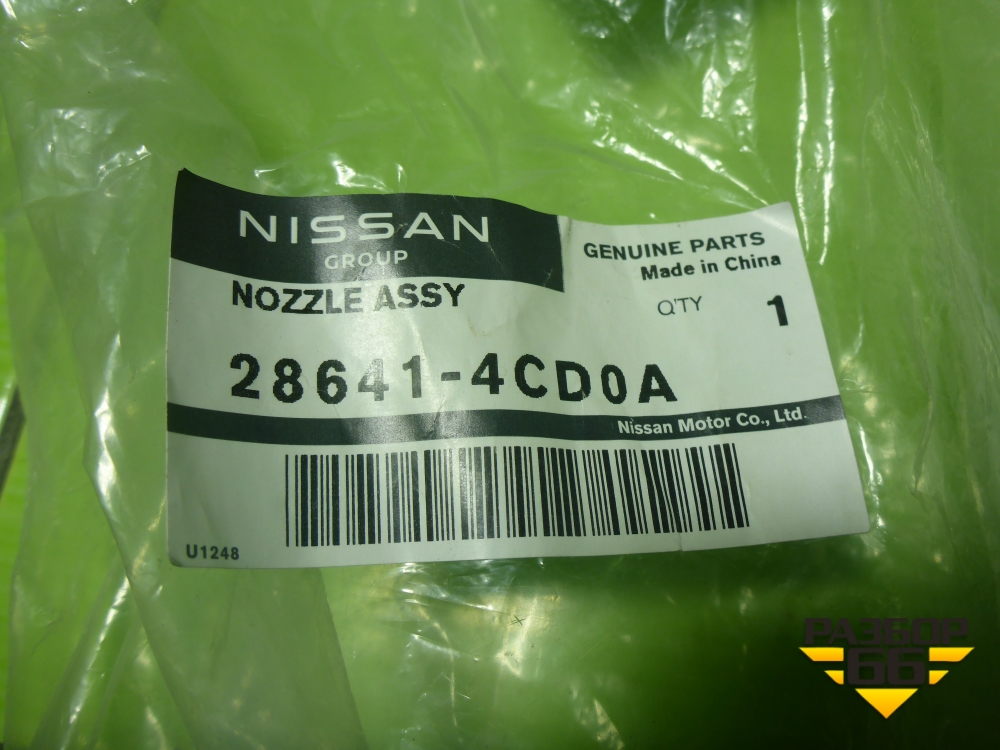 NISSAN
GROUP
GENUINE PARTS
Made in China
NOZZLE ASSY
Q'TY 1
28641-4CD0A
Nissan Motor Co., Ltd.
U1248
РАЗБОР
66